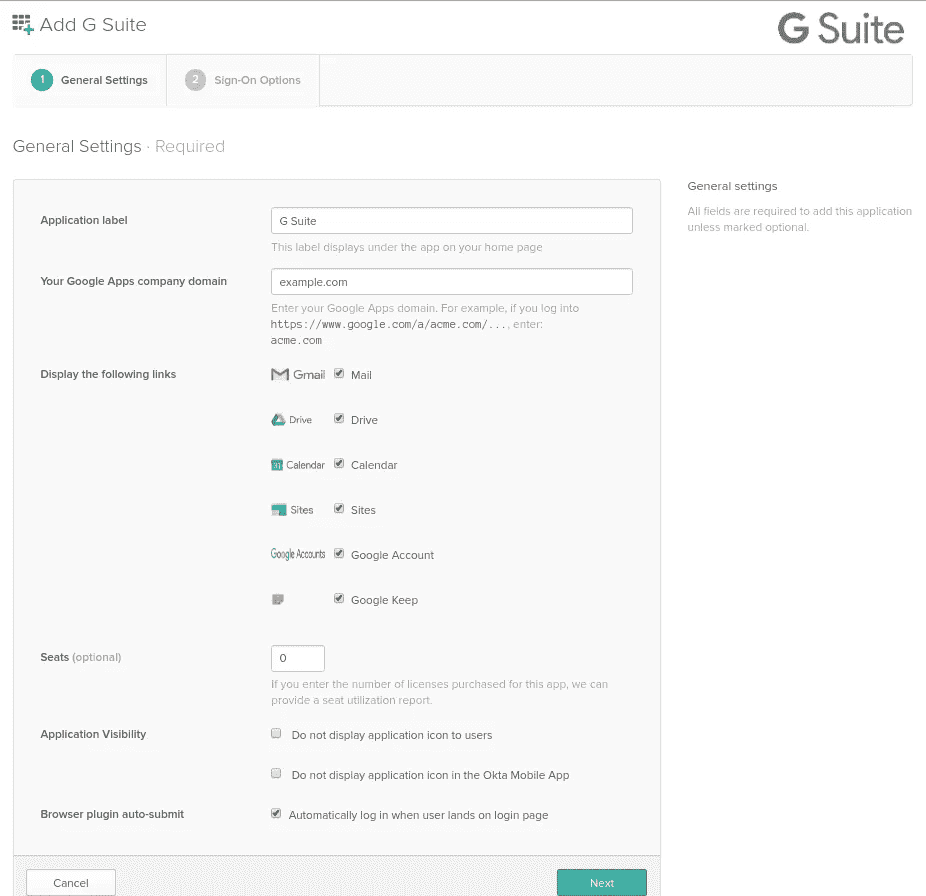 Add G Suite
G Suite
1 General Settings
2 Sign-On Options
General Settings · Required
General settings
All fields are required to add this application
unless marked optional.
Application label
G Suite
This label displays under the app on your home page
Your Google Apps company domain
example.com
Enter your Google Apps domain. For example, if you log into
https://www.google.com/a/acme.com/..., enter:
acme.com
Display the following links
Gmail Mail
Drive Drive
Calendar Calendar
Sites Sites
Google Accounts Google Account
Google Keep
Seats (optional)
0
If you enter the number of licenses purchased for this app, we can
provide a seat utilization report.
Application Visibility
Do not display application icon to users
Do not display application icon in the Okta Mobile App
Browser plugin auto-submit
Automatically log in when user lands on login page
Cancel
Next